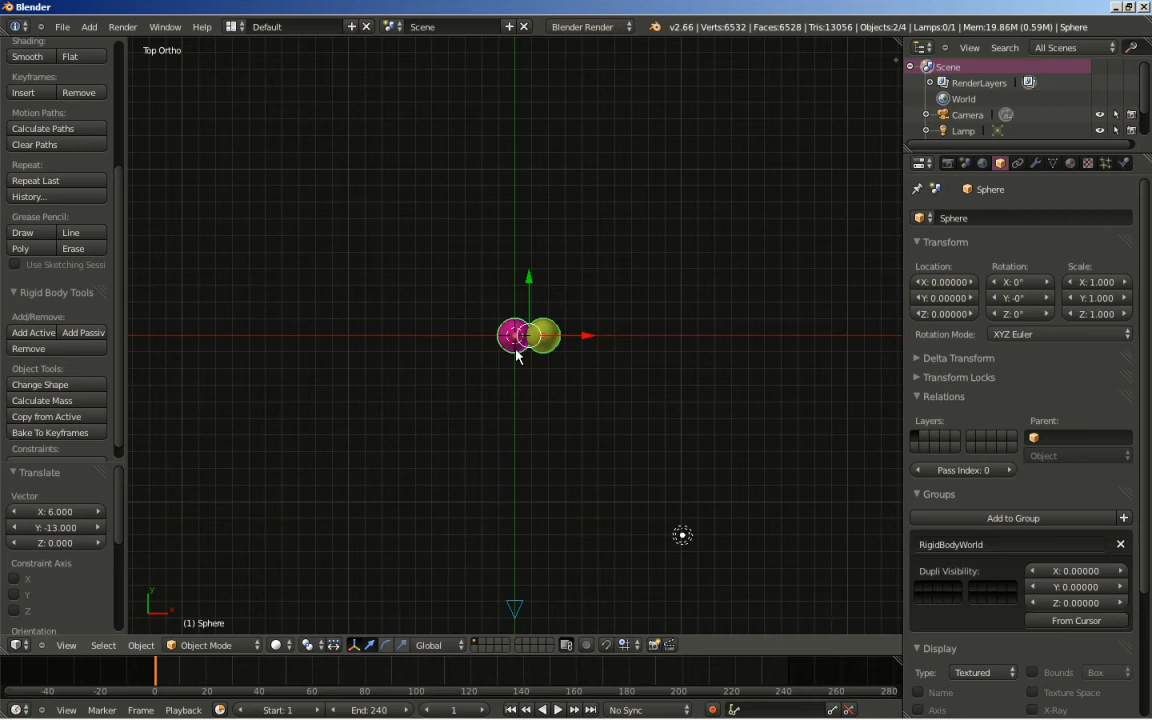 Blender
File Add Render Window Help Default Scene Blender Render v2.66 | Verts:6532 | Faces:6528 | Tris:13056 | Objects:2/4 | Lamps:0/1 | Mem:19.86M (0.59M) | Sphere
Shading:
Smooth Flat
Keyframes:
Insert Remove
Motion Paths:
Calculate Paths
Clear Paths
Repeat:
Repeat Last
History...
Grease Pencil:
Draw Line
Poly Erase
Use Sketching Sessi
Rigid Body Tools
Add/Remove:
Add Active Add Passiv
Remove
Object Tools:
Change Shape
Calculate Mass
Copy from Active
Bake To Keyframes
Constraints:
Translate
Vector
X: 6.000
Y: -13.000
Z: 0.000
Constraint Axis
X
Y
Z
Orientation
Top Ortho
y
x
(1) Sphere
View Select Object Object Mode Global
-40 -20 0 20 40 60 80 100 120 140 160 180 200 220 240 260 280
View Marker Frame Playback Start: 1 End: 240 1 No Sync
View Search All Scenes
Scene
RenderLayers
World
Camera
Lamp
Sphere
Sphere
Transform
Location: Rotation: Scale:
X: 0.00000 X: 0° X: 1.000
Y: 0.00000 Y: -0° Y: 1.000
Z: 0.00000 Z: 0° Z: 1.000
Rotation Mode: XYZ Euler
Delta Transform
Transform Locks
Relations
Layers: Parent:
Object
Pass Index: 0
Groups
Add to Group
RigidBodyWorld
Dupli Visibility: X: 0.00000
Y: 0.00000
Z: 0.00000
From Cursor
Display
Type: Textured Bounds Box
Name Texture Space
Axis X-Ray